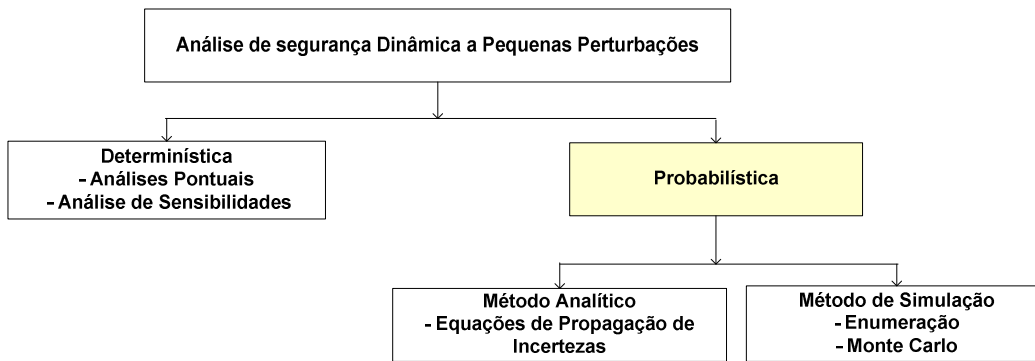 Análise de segurança Dinâmica a Pequenas Perturbações
Determinística
- Análises Pontuais
- Análise de Sensibilidades
Probabilística
Método Analítico
- Equações de Propagação de
Incertezas
Método de Simulação
- Enumeração
- Monte Carlo